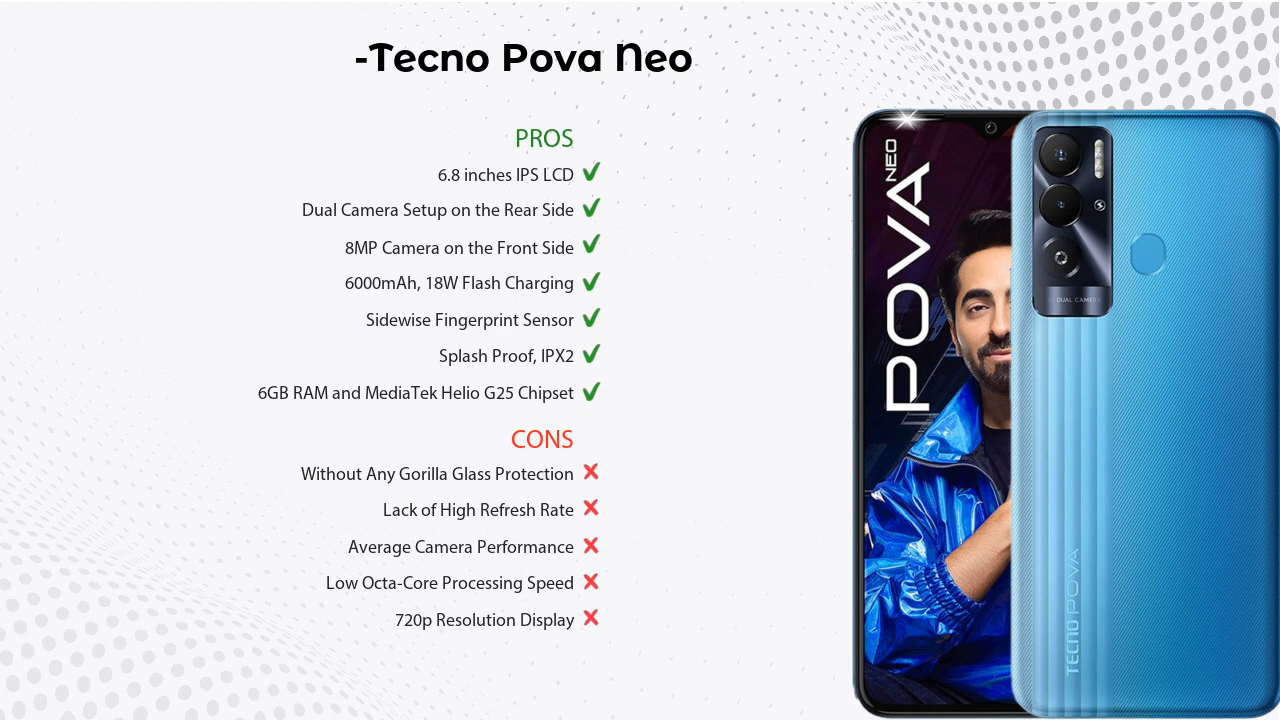 -Tecno Pova Neo
PROS
6.8 inches IPS LCD
Dual Camera Setup on the Rear Side
8MP Camera on the Front Side
6000mAh, 18W Flash Charging
Sidewise Fingerprint Sensor
Splash Proof, IPX2
6GB RAM and MediaTek Helio G25 Chipset
CONS
Without Any Gorilla Glass Protection
Lack of High Refresh Rate
Average Camera Performance
Low Octa-Core Processing Speed
720p Resolution Display
POVA NEO
DUAL CAMERA
TECNO POVA